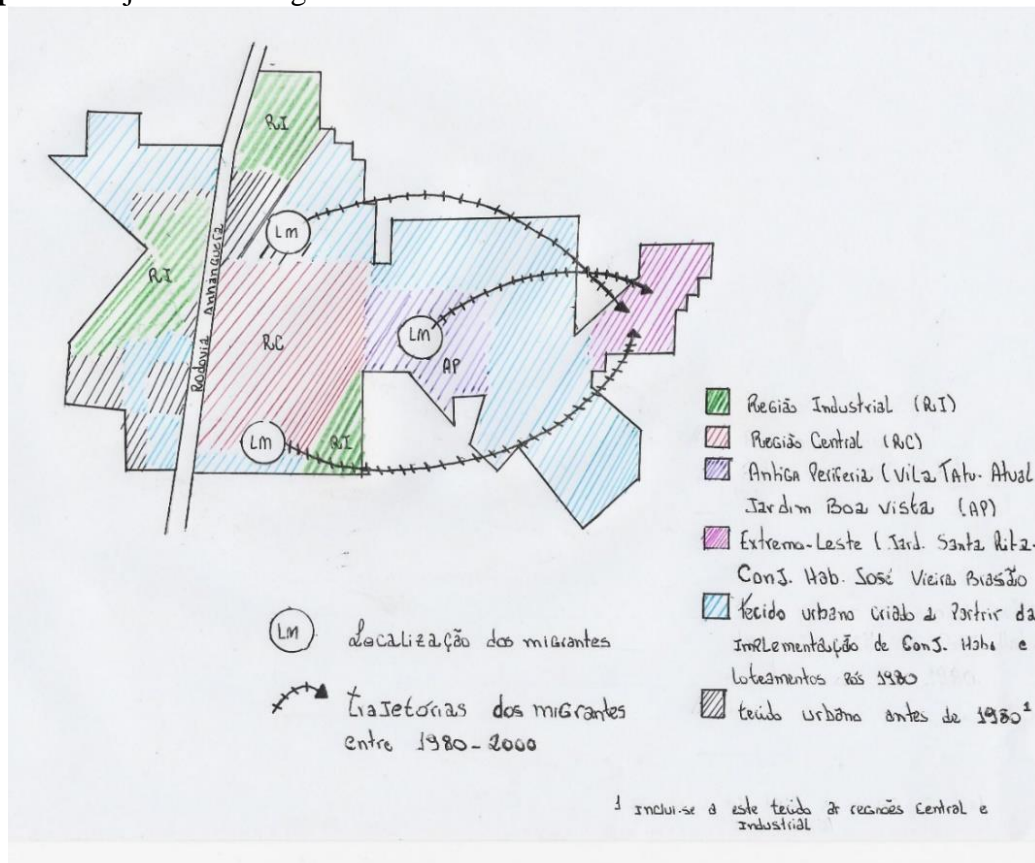 RI
Lm
Rodovia Anhanguera
RI
RC
Lm
AP
Lm
RI
Região Industrial (RI)
Região Central (RC)
Antiga Periferia (Vila Tatu. Atual
Jardim Boa Vista (AP)
Extremo-Leste (Jard. Santa Rita-
Conj. Hab. José Vieira Brasão
tecido urbano criado a Partrir da
Implementação de Conj. Habs e
loteamentos Pós 1980
tecido urbano antes de 1980¹
Lm
Localização dos migrantes
trajetórias dos migrantes
entre 1980-2000
¹ Inclui-se a este tecido as regiões Central e
Industrial